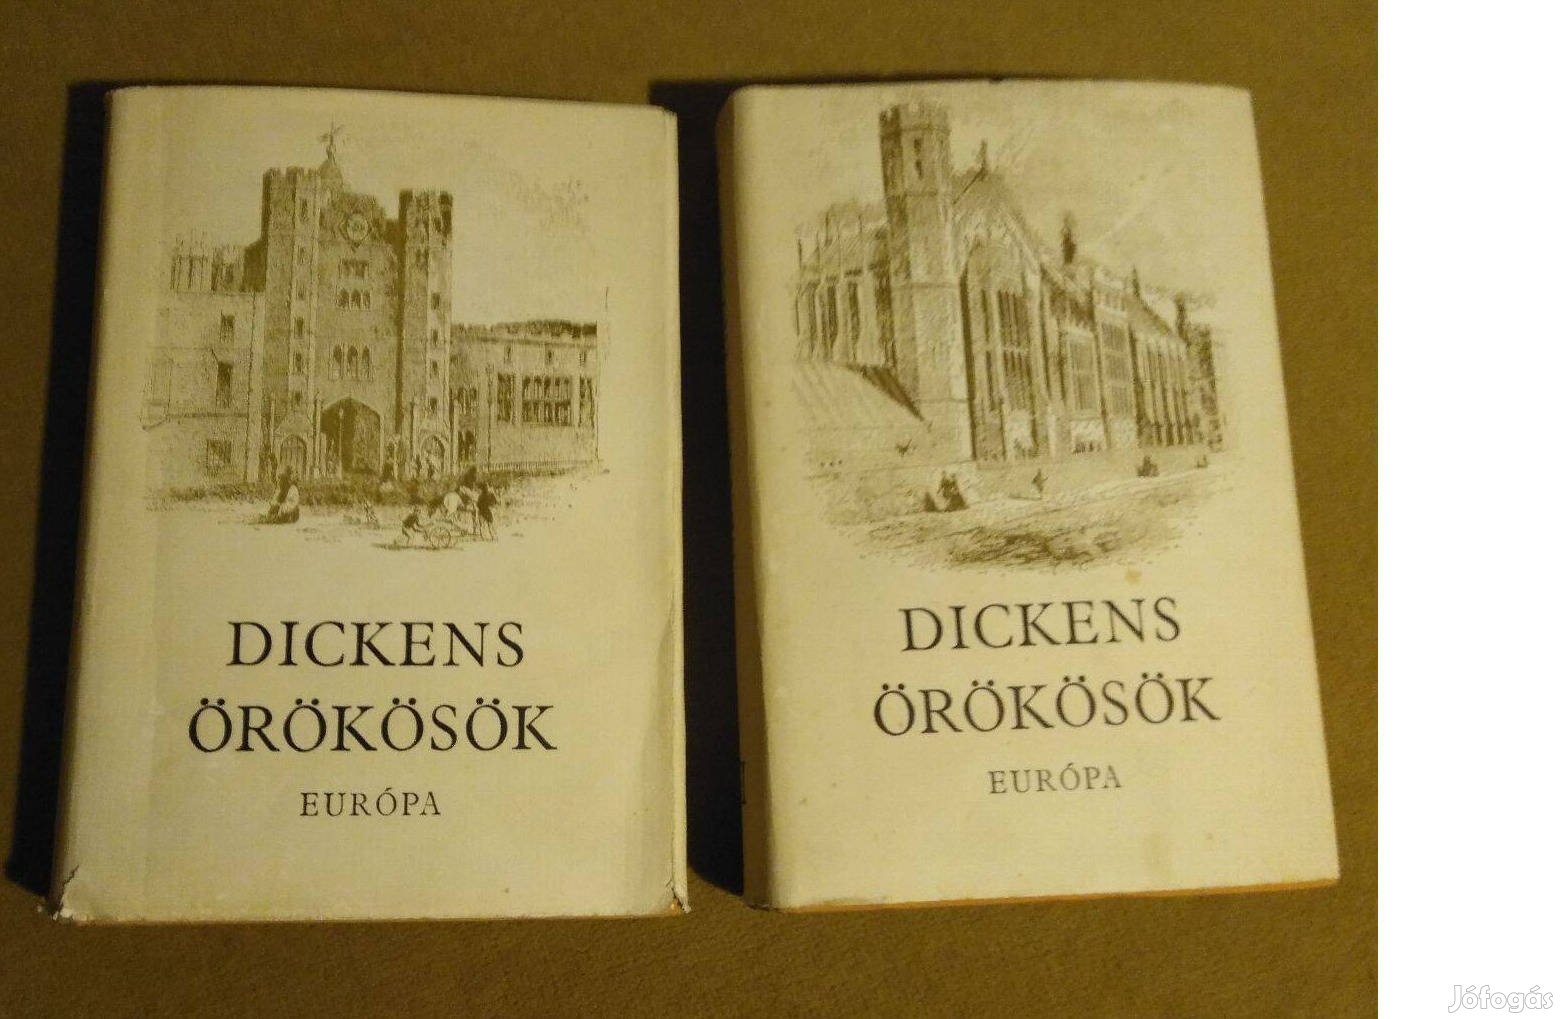 DICKENS
ÖRÖKÖSÖK
EURÓPA
DICKENS
ÖRÖKÖSÖK
EURÓPA
Jófogás